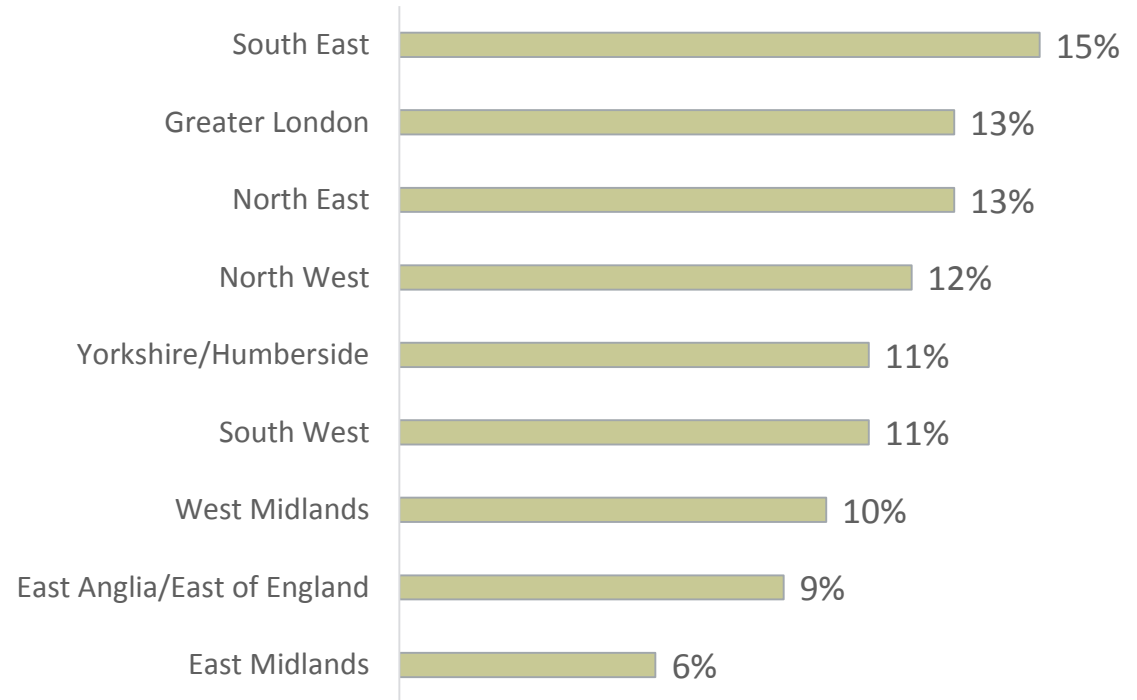 South East 15%
Greater London 13%
North East 13%
North West 12%
Yorkshire/Humberside 11%
South West 11%
West Midlands 10%
East Anglia/East of England 9%
East Midlands 6%